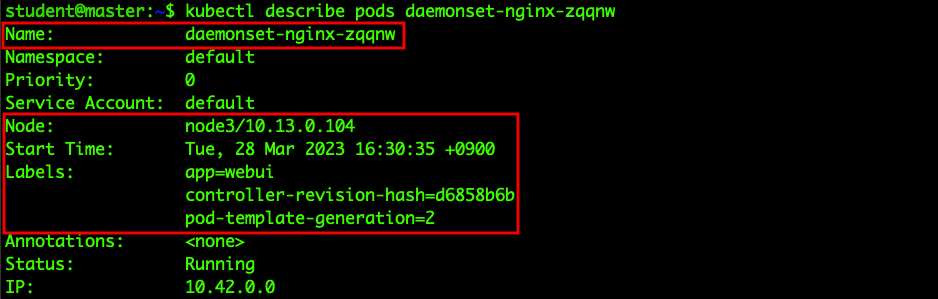 student@master:~$ kubectl describe pods daemonset-nginx-zqqnw
Name: daemonset-nginx-zqqnw
Namespace: default
Priority: 0
Service Account: default
Node: node3/10.13.0.104
Start Time: Tue, 28 Mar 2023 16:30:35 +0900
Labels: app=webui
controller-revision-hash=d6858b6b
pod-template-generation=2
Annotations: <none>
Status: Running
IP: 10.42.0.0